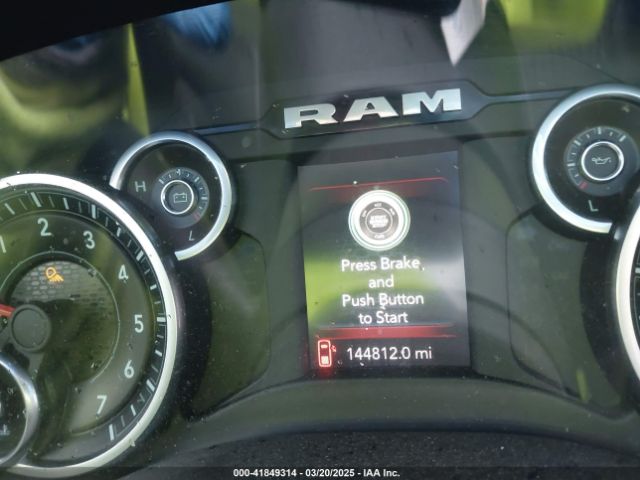 RAM
H
L
L
1
2
3
4
5
6
7
Press Brake
and
Push Button
to Start
144812.0 mi
000-41849314 - 03/20/2025 - IAA Inc.